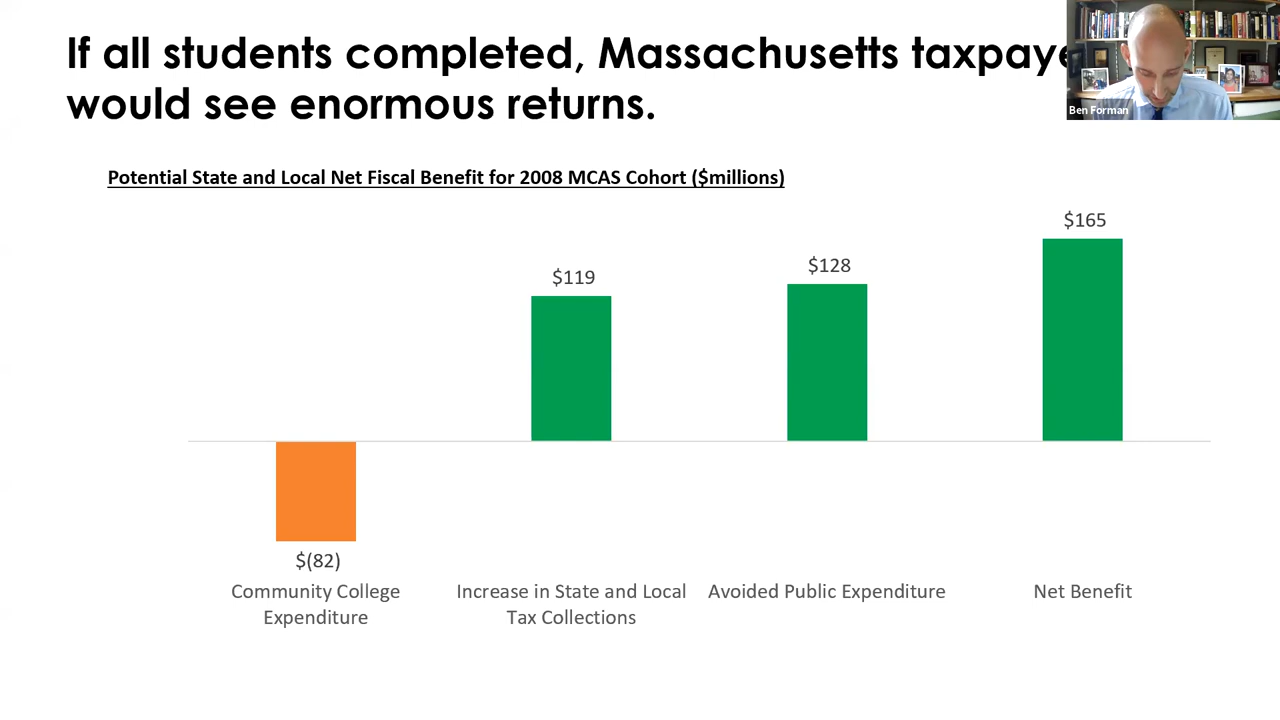 If all students completed, Massachusetts
would see enormous returns.
Ben Forman
Potential State and Local Net Fiscal Benefit for 2008 MCAS Cohort ($millions)
$165
$128
$119
$(82)
Community College
Expenditure
Increase in State and Local
Tax Collections
Avoided Public Expenditure
Net Benefit